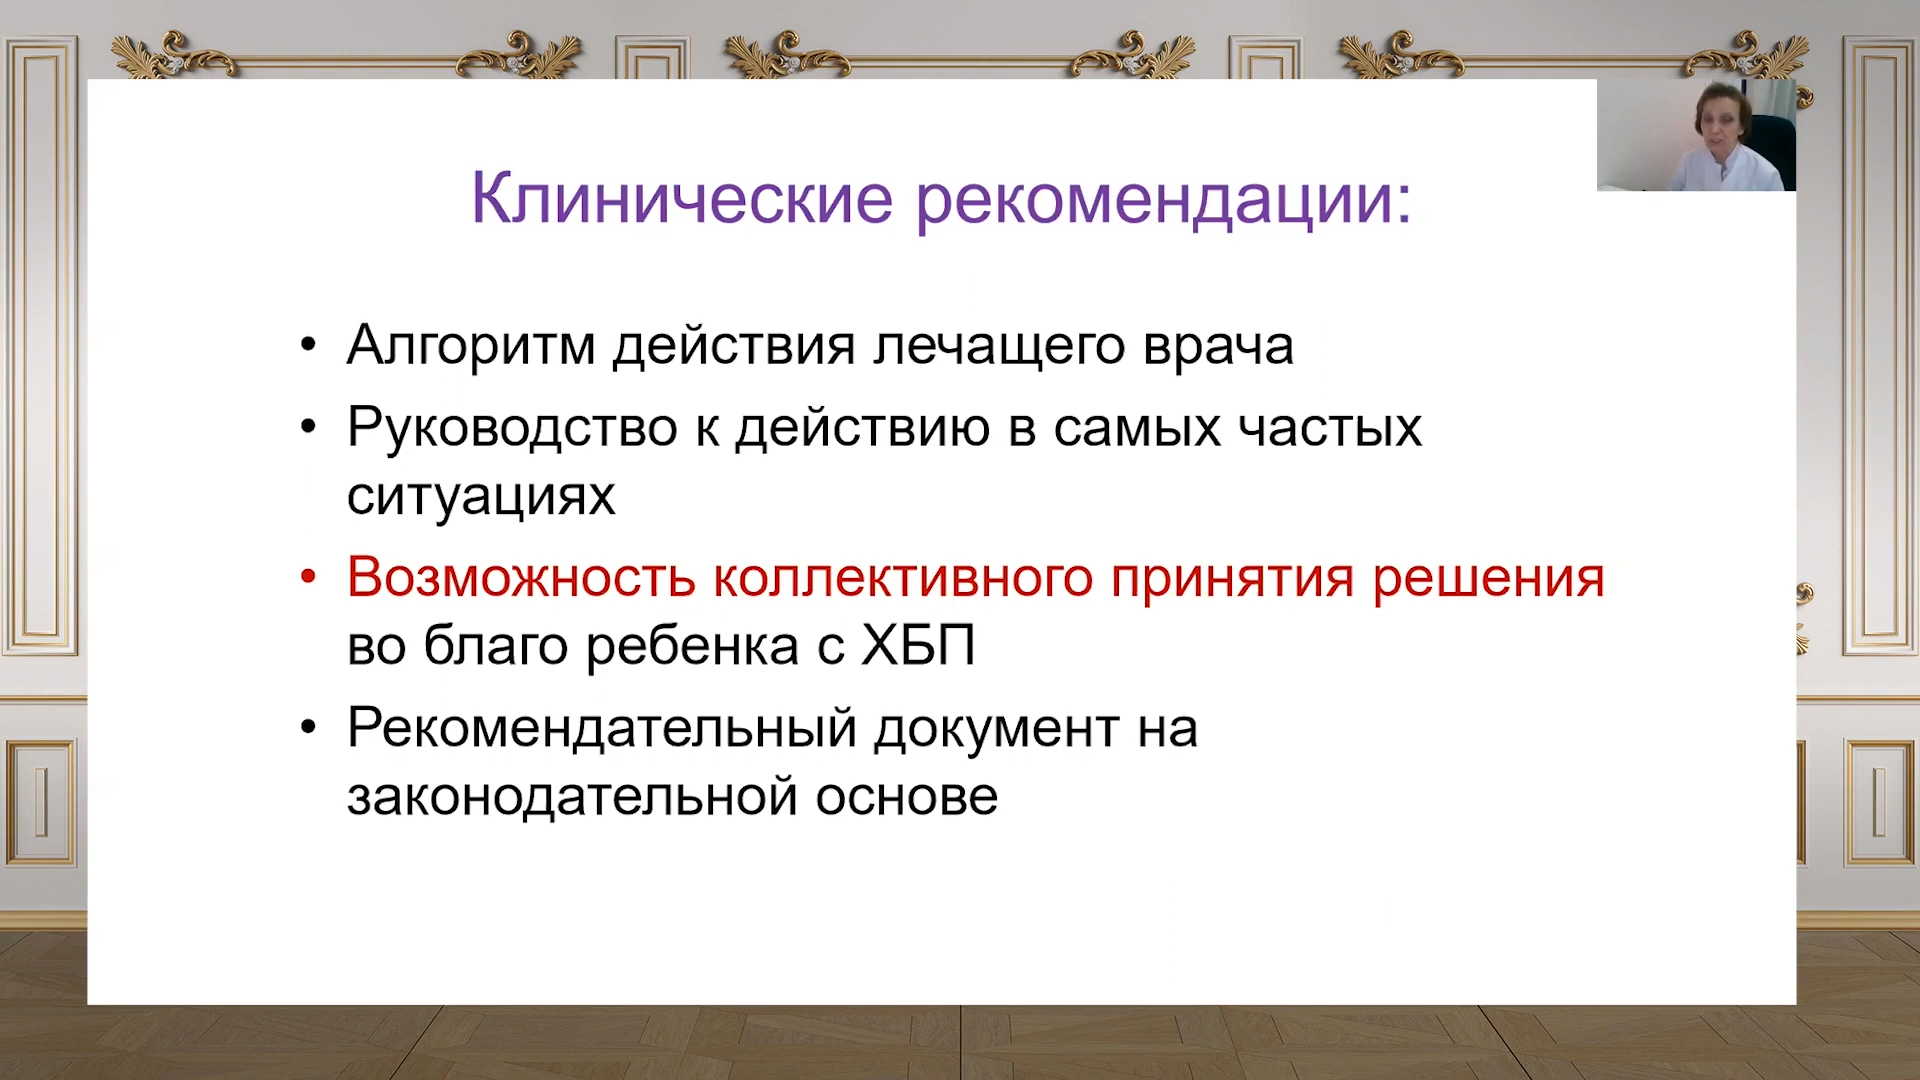 Клинические рекомендации:
• Алгоритм действия лечащего врача
• Руководство к действию в самых частых
ситуациях
• Возможность коллективного принятия решения
во благо ребенка с ХБП
• Рекомендательный документ на
законодательной основе